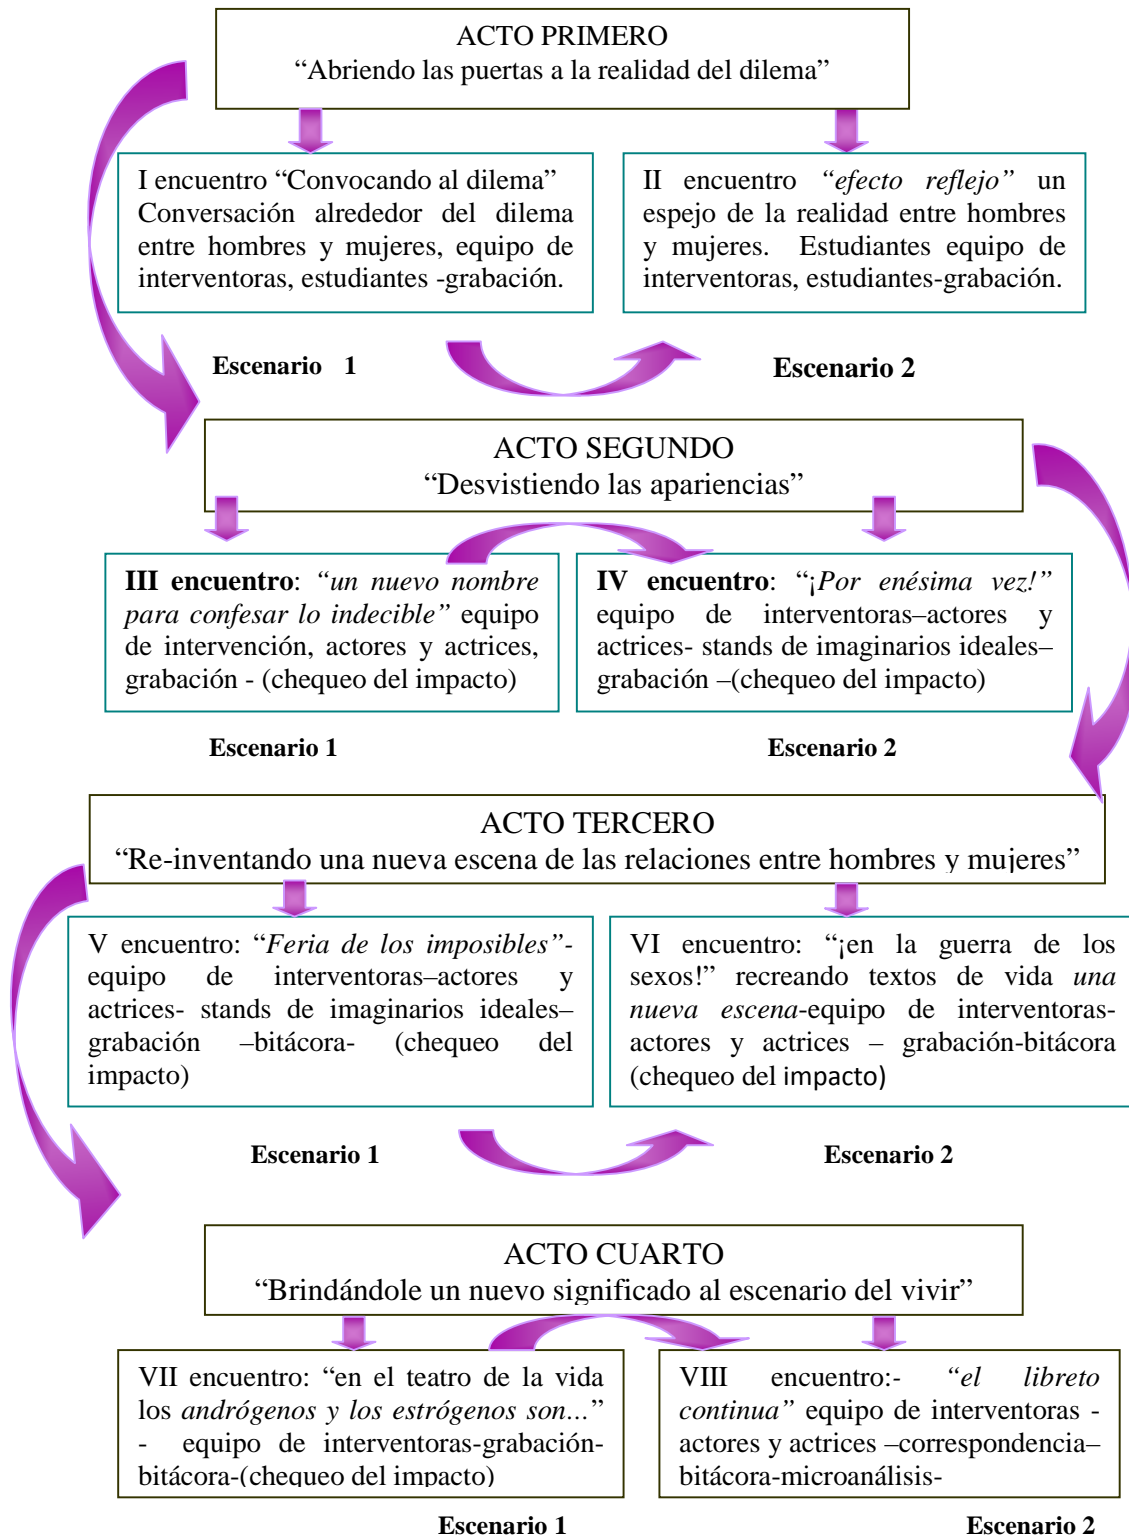 ACTO PRIMERO
“Abriendo las puertas a la realidad del dilema”
I encuentro “Convocando al dilema”
Conversación alrededor del dilema
entre hombres y mujeres, equipo de
interventoras, estudiantes -grabación.
II encuentro “efecto reflejo” un
espejo de la realidad entre hombres
y mujeres. Estudiantes equipo de
interventoras, estudiantes-grabación.
Escenario 1
Escenario 2
ACTO SEGUNDO
“Desvistiendo las apariencias”
III encuentro: “un nuevo nombre
para confesar lo indecible” equipo
de intervención, actores y actrices,
grabación - (chequeo del impacto)
IV encuentro: “¡Por enésima vez!”
equipo de interventoras–actores y
actrices- stands de imaginarios ideales–
grabación –(chequeo del impacto)
Escenario 1
Escenario 2
ACTO TERCERO
“Re-inventando una nueva escena de las relaciones entre hombres y mujeres”
V encuentro: “Feria de los imposibles”-
equipo de interventoras–actores y
actrices- stands de imaginarios ideales–
grabación –bitácora- (chequeo del
impacto)
VI encuentro: “¡en la guerra de los
sexos!” recreando textos de vida una
nueva escena-equipo de interventoras-
actores y actrices – grabación-bitácora
(chequeo del impacto)
Escenario 1
Escenario 2
ACTO CUARTO
“Brindándole un nuevo significado al escenario del vivir”
VII encuentro: “en el teatro de la vida
los andrógenos y los estrógenos son...”
- equipo de interventoras-grabación-
bitácora-(chequeo del impacto)
VIII encuentro:- “el libreto
continua” equipo de interventoras -
actores y actrices –correspondencia–
bitácora-microanálisis-
Escenario 1
Escenario 2